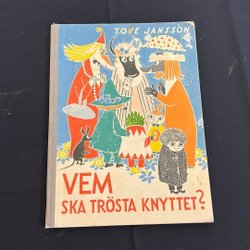 TOVE JANSSON
VEM
SKA TRÖSTA KNYTTET?